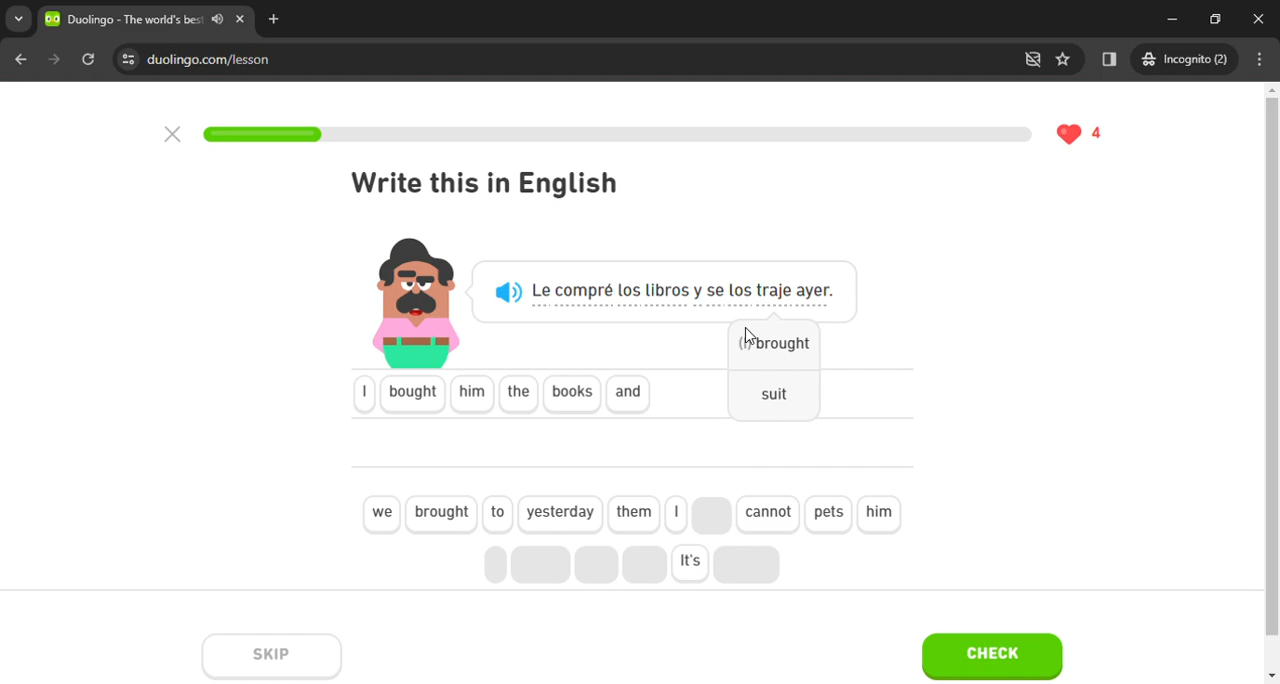 Duolingo - The world's bes
duolingo.com/lesson
Incognito (2)
4
Write this in English
Le compré los libros y se los traje ayer.
(I) brought
suit
I bought him the books and
we brought to yesterday them I cannot pets him
It's
SKIP
CHECK